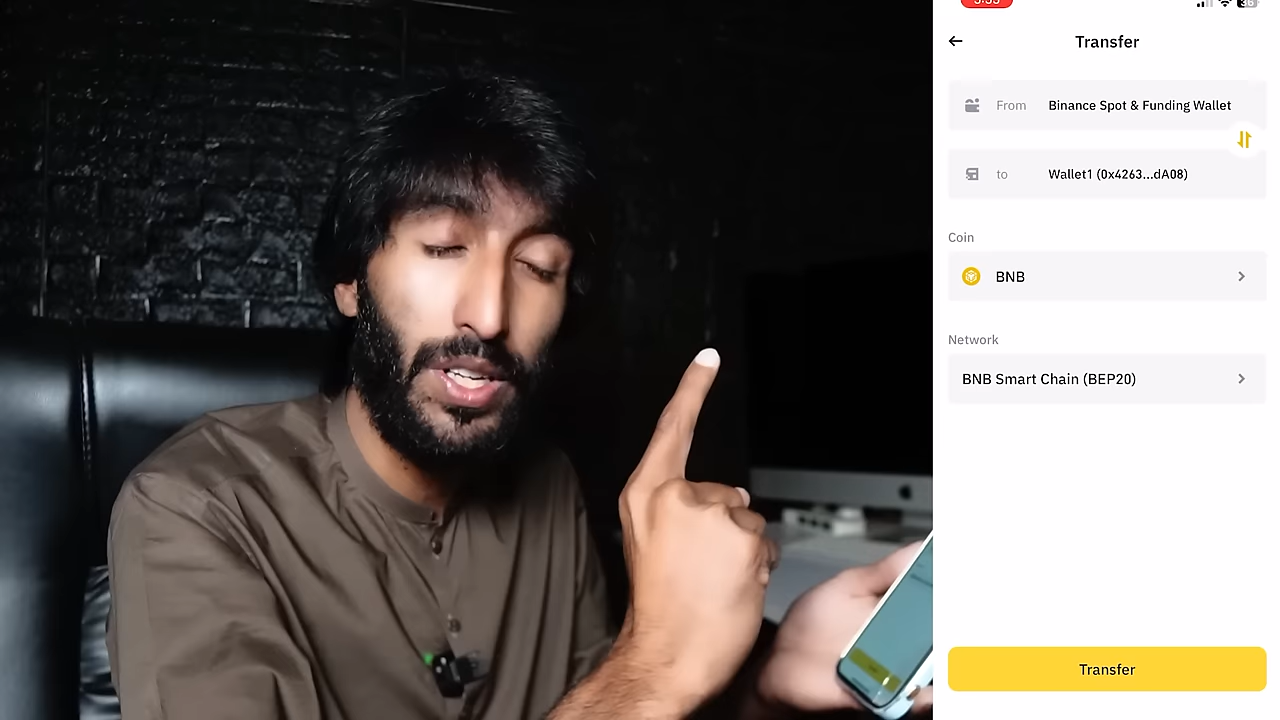 Transfer
From Binance Spot & Funding Wallet
to Wallet1 (0x4263...dA08)
Coin
BNB
Network
BNB Smart Chain (BEP20)
Transfer